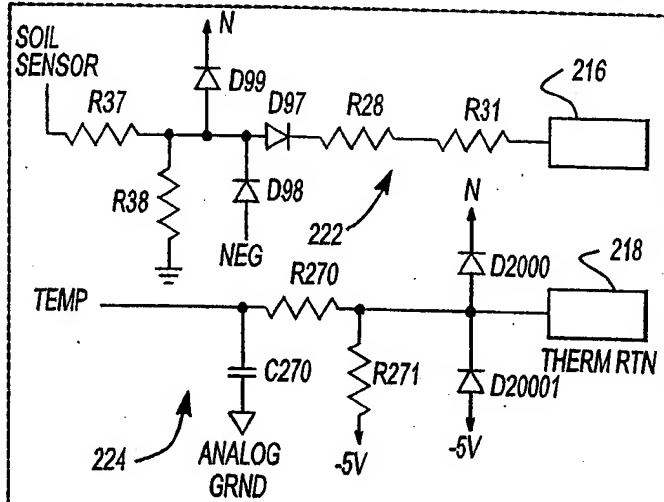 SOIL
SENSOR
N
D99
D97
R37
R28
R31
216
R38
D98
NEG
222
N
D2000
218
TEMP
R270
C270
R271
D20001
THERM RTN
224
ANALOG
GRND
-5V
-5V